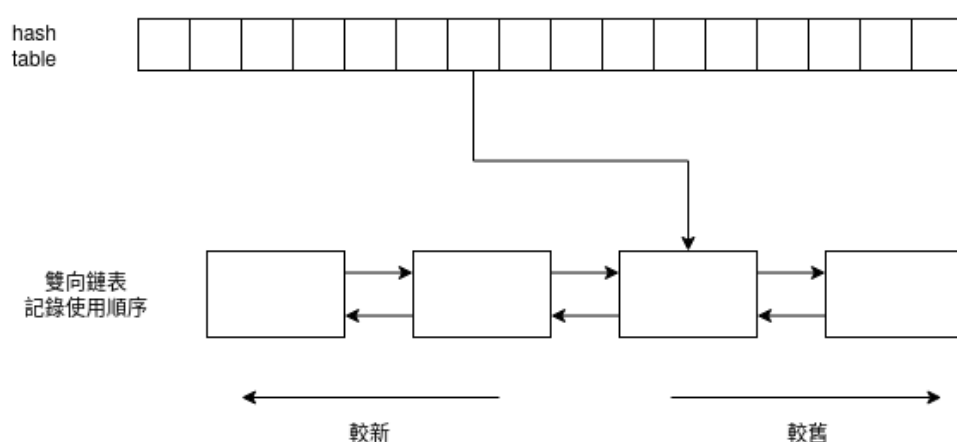 hash
table
雙向鏈表
記錄使用順序
較新
較舊